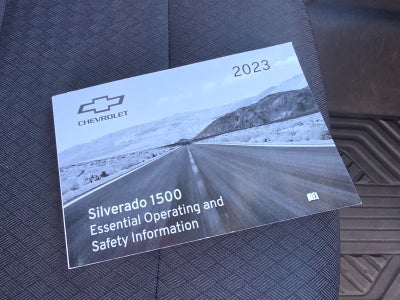 2023
CHEVROLET
Silverado 1500
Essential Operating and
Safety Information